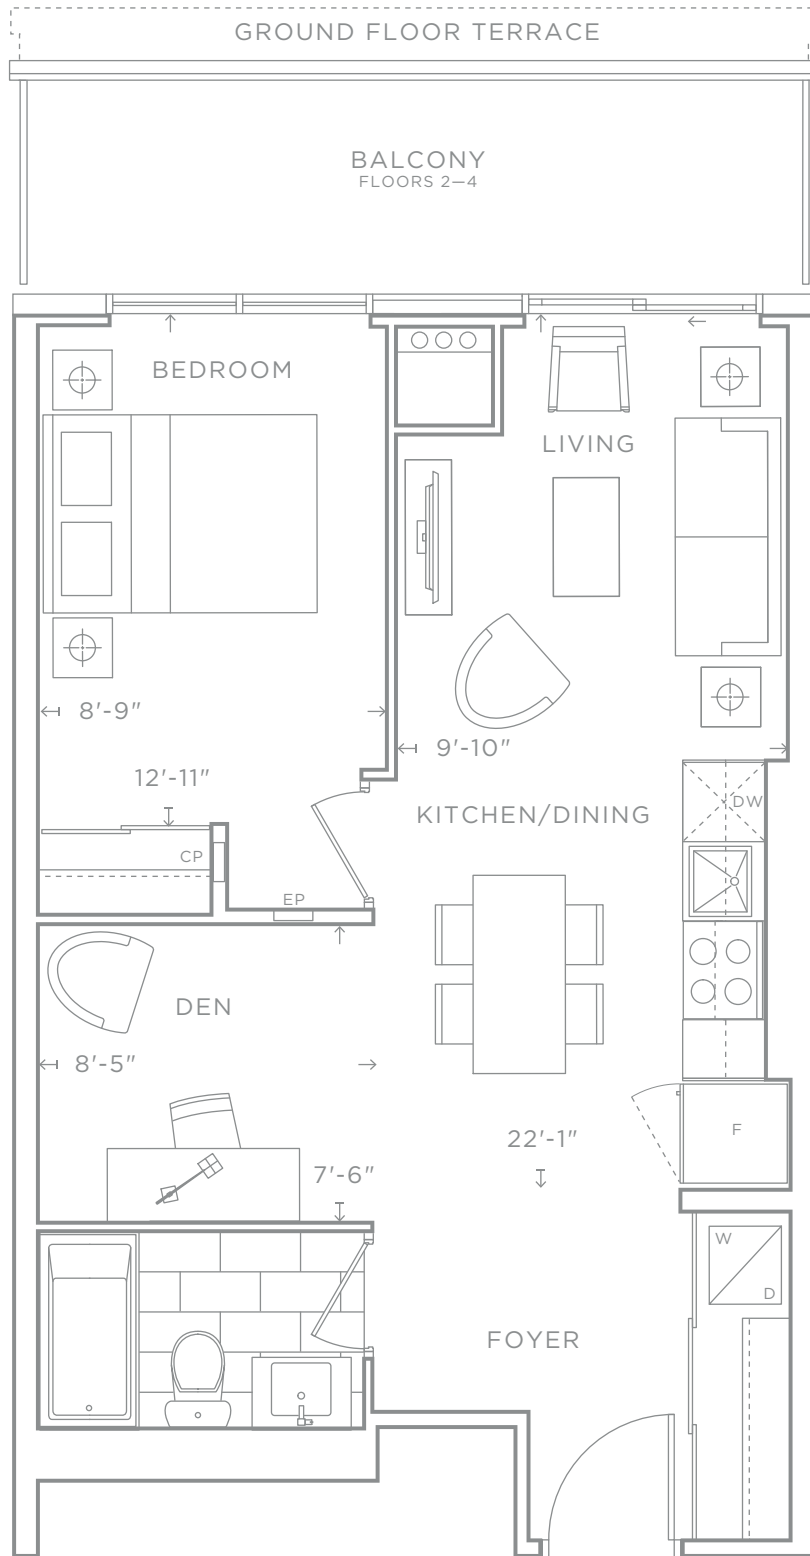 GROUND FLOOR TERRACE
BALCONY
FLOORS 2—4
BEDROOM
LIVING
8'-9"
9'-10"
12'-11"
KITCHEN/DINING
DW
CP
EP
DEN
8'-5"
F
22'-1"
7'-6"
W
D
FOYER